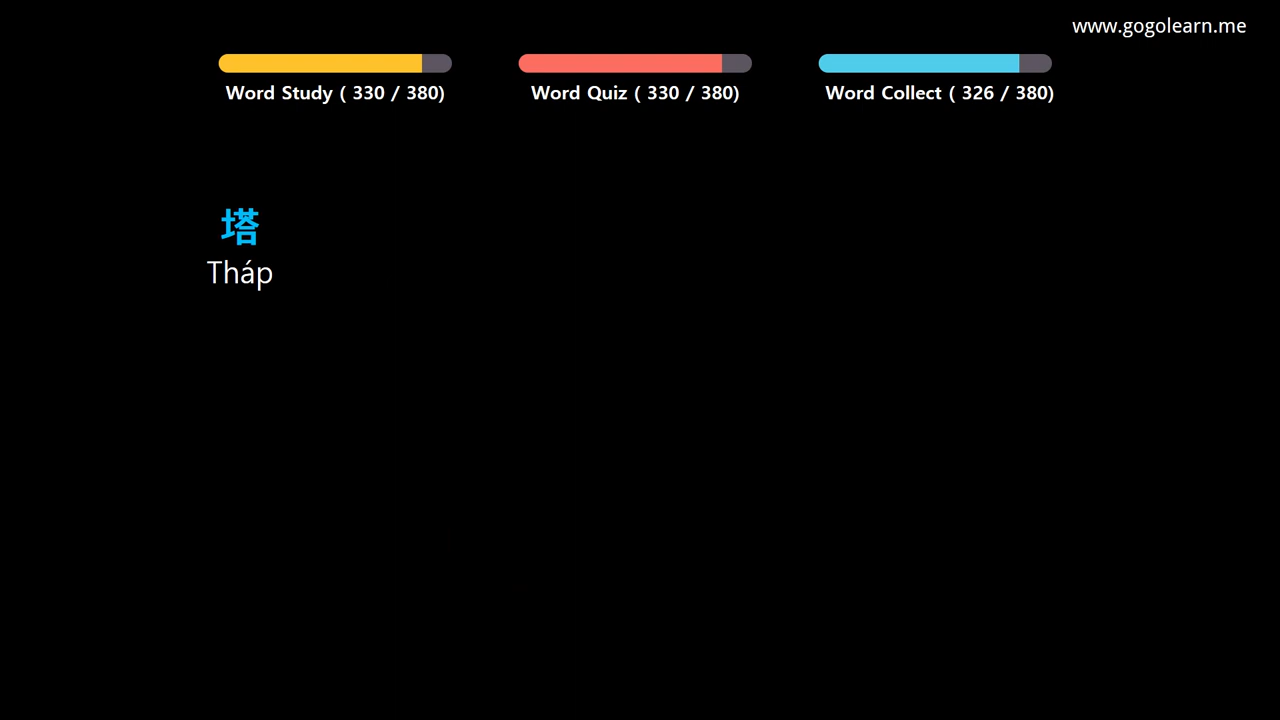 www.gogolearn.me
Word Study ( 330 / 380)
Word Quiz ( 330 / 380)
Word Collect ( 326 / 380)
塔
Tháp